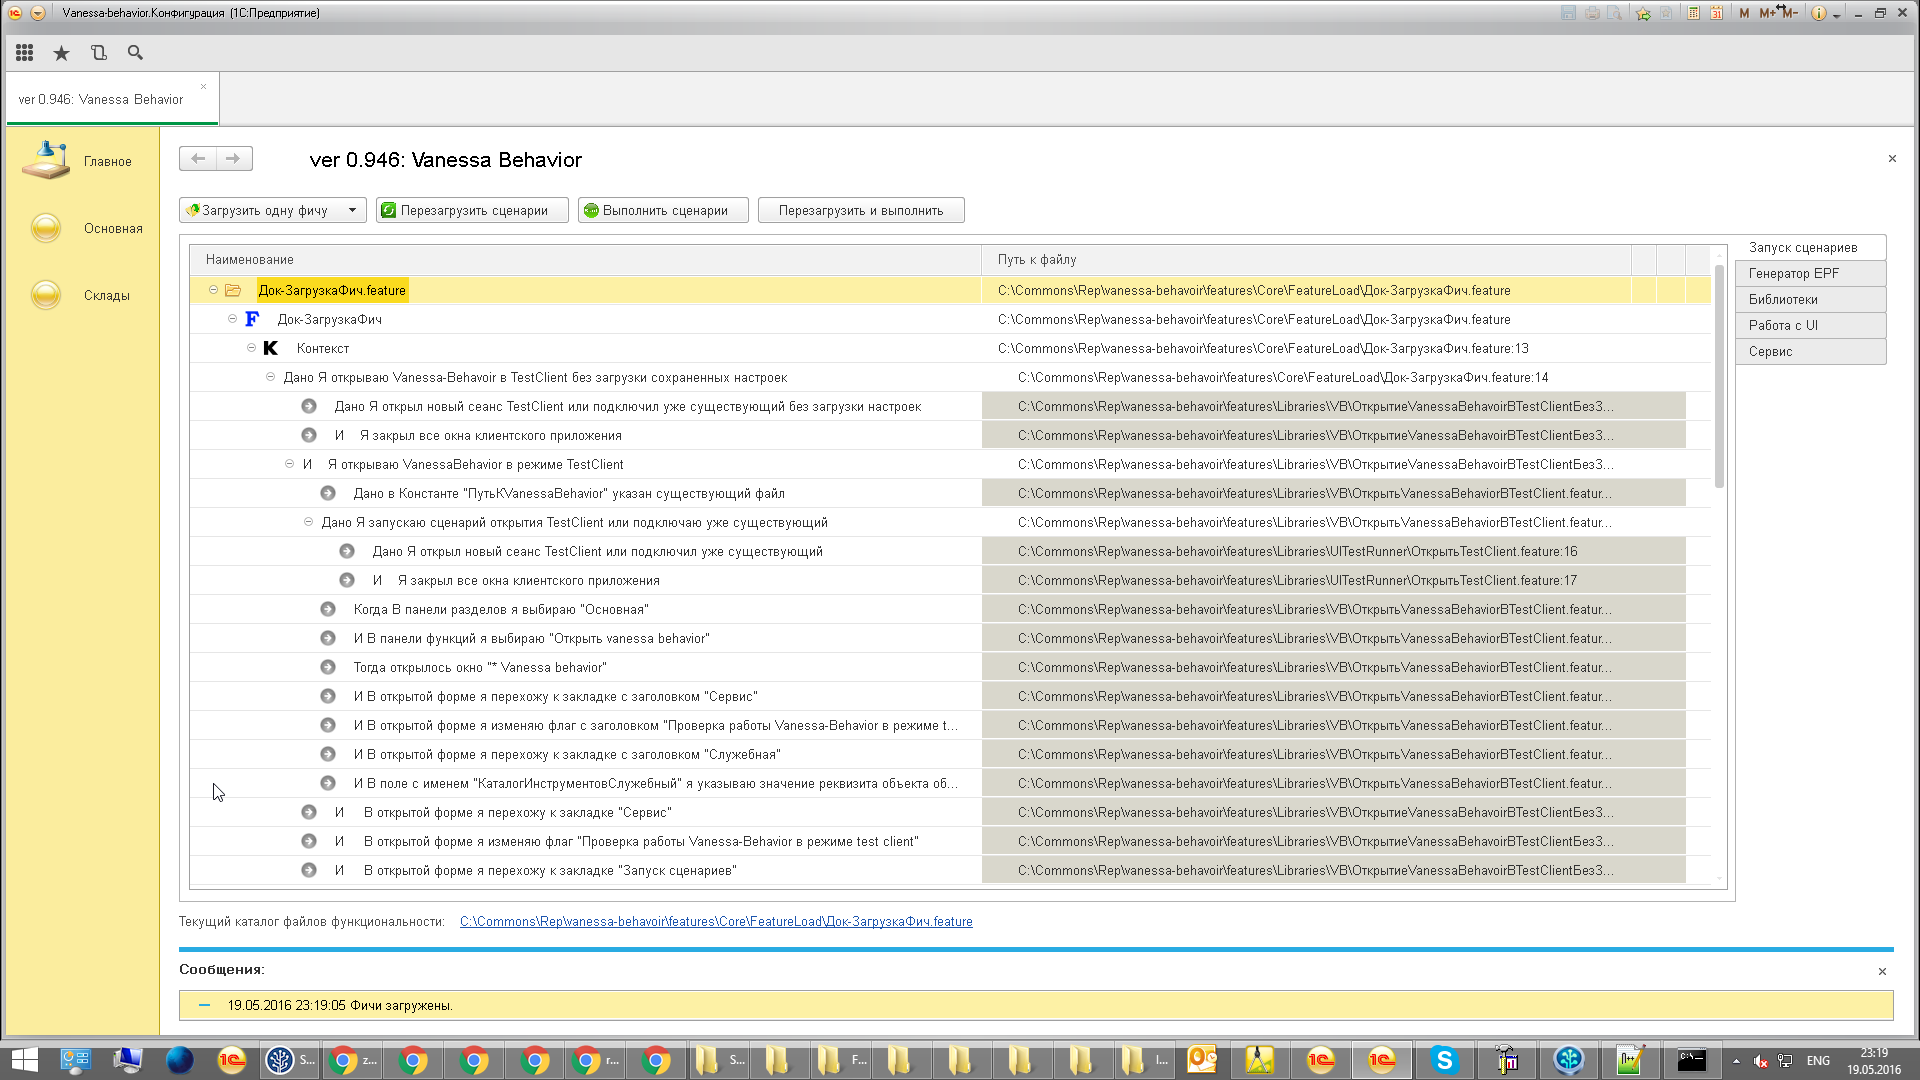 Vanessa-behavior.Конфигурация (1С:Предприятие)
M M+ M-
ver 0.946: Vanessa Behavior
Главное
Основная
Склады
ver 0.946: Vanessa Behavior
Загрузить одну фичу
Перезагрузить сценарии
Выполнить сценарии
Перезагрузить и выполнить
Запуск сценариев
Генератор EPF
Библиотеки
Работа с UI
Сервис
Наименование Путь к файлу
Док-ЗагрузкаФич.feature C:\Commons\Rep\vanessa-behavoir\features\Core\FeatureLoad\Док-ЗагрузкаФич.feature
F Док-ЗагрузкаФич C:\Commons\Rep\vanessa-behavoir\features\Core\FeatureLoad\Док-ЗагрузкаФич.feature
К Контекст C:\Commons\Rep\vanessa-behavoir\features\Core\FeatureLoad\Док-ЗагрузкаФич.feature:13
Дано Я открываю Vanessa-Behavoir в TestClient без загрузки сохраненных настроек C:\Commons\Rep\vanessa-behavoir\features\Core\FeatureLoad\Док-ЗагрузкаФич.feature:14
Дано Я открыл новый сеанс TestClient или подключил уже существующий без загрузки настроек C:\Commons\Rep\vanessa-behavoir\features\Libraries\VB\ОткрытиеVanessaBehavoirВTestClientБезЗ...
И Я закрыл все окна клиентского приложения C:\Commons\Rep\vanessa-behavoir\features\Libraries\VB\ОткрытиеVanessaBehavoirВTestClientБезЗ...
И Я открываю VanessaBehavior в режиме TestClient C:\Commons\Rep\vanessa-behavoir\features\Libraries\VB\ОткрытиеVanessaBehavoirВTestClientБезЗ...
Дано в Константе "ПутьКVanessaBehavior" указан существующий файл C:\Commons\Rep\vanessa-behavoir\features\Libraries\VB\ОткрытьVanessaBehaviorВTestClient.featur...
Дано Я запускаю сценарий открытия TestClient или подключаю уже существующий C:\Commons\Rep\vanessa-behavoir\features\Libraries\VB\ОткрытьVanessaBehaviorВTestClient.featur...
Дано Я открыл новый сеанс TestClient или подключил уже существующий C:\Commons\Rep\vanessa-behavoir\features\Libraries\UITestRunner\ОткрытьTestClient.feature:16
И Я закрыл все окна клиентского приложения C:\Commons\Rep\vanessa-behavoir\features\Libraries\UITestRunner\ОткрытьTestClient.feature:17
Когда В панели разделов я выбираю "Основная" C:\Commons\Rep\vanessa-behavoir\features\Libraries\VB\ОткрытьVanessaBehaviorВTestClient.featur...
И В панели функций я выбираю "Открыть vanessa behavior" C:\Commons\Rep\vanessa-behavoir\features\Libraries\VB\ОткрытьVanessaBehaviorВTestClient.featur...
Тогда открылось окно "* Vanessa behavior" C:\Commons\Rep\vanessa-behavoir\features\Libraries\VB\ОткрытьVanessaBehaviorВTestClient.featur...
И В открытой форме я перехожу к закладке с заголовком "Сервис" C:\Commons\Rep\vanessa-behavoir\features\Libraries\VB\ОткрытьVanessaBehaviorВTestClient.featur...
И В открытой форме я изменяю флаг с заголовком "Проверка работы Vanessa-Behavior в режиме t... C:\Commons\Rep\vanessa-behavoir\features\Libraries\VB\ОткрытьVanessaBehaviorВTestClient.featur...
И В открытой форме я перехожу к закладке с заголовком "Служебная" C:\Commons\Rep\vanessa-behavoir\features\Libraries\VB\ОткрытьVanessaBehaviorВTestClient.featur...
И В поле с именем "КаталогИнструментовСлужебный" я указываю значение реквизита объекта об... C:\Commons\Rep\vanessa-behavoir\features\Libraries\VB\ОткрытьVanessaBehaviorВTestClient.featur...
И В открытой форме я перехожу к закладке "Сервис" C:\Commons\Rep\vanessa-behavoir\features\Libraries\VB\ОткрытиеVanessaBehavoirВTestClientБезЗ...
И В открытой форме я изменяю флаг "Проверка работы Vanessa-Behavior в режиме test client" C:\Commons\Rep\vanessa-behavoir\features\Libraries\VB\ОткрытиеVanessaBehavoirВTestClientБезЗ...
И В открытой форме я перехожу к закладке "Запуск сценариев" C:\Commons\Rep\vanessa-behavoir\features\Libraries\VB\ОткрытиеVanessaBehavoirВTestClientБезЗ...
Текущий каталог файлов функциональности: C:\Commons\Rep\vanessa-behavoir\features\Core\FeatureLoad\Док-ЗагрузкаФич.feature
Сообщения:
19.05.2016 23:19:05 Фичи загружены.
S... z... r... S... F... I... ENG 23:19
19.05.2016